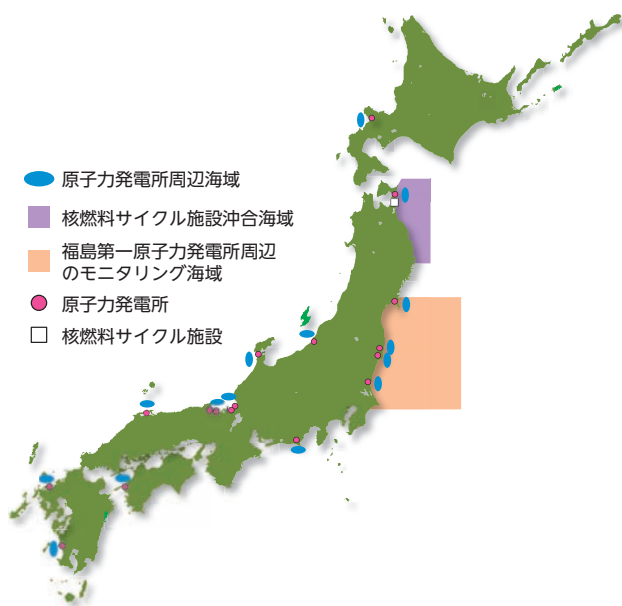 原子力発電所周辺海域
核燃料サイクル施設沖合海域
福島第一原子力発電所周辺
のモニタリング海域
原子力発電所
核燃料サイクル施設